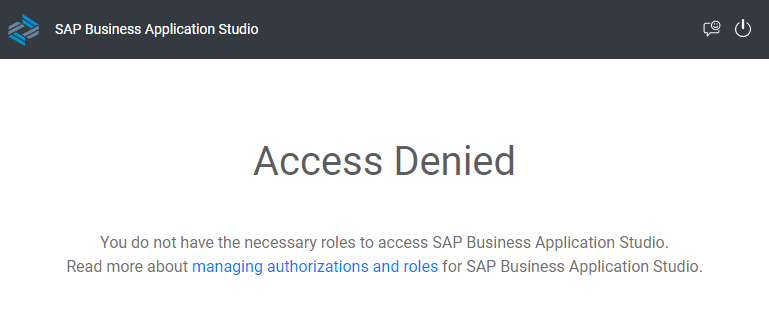 SAP Business Application Studio
Access Denied
You do not have the necessary roles to access SAP Business Application Studio.
Read more about managing authorizations and roles for SAP Business Application Studio.